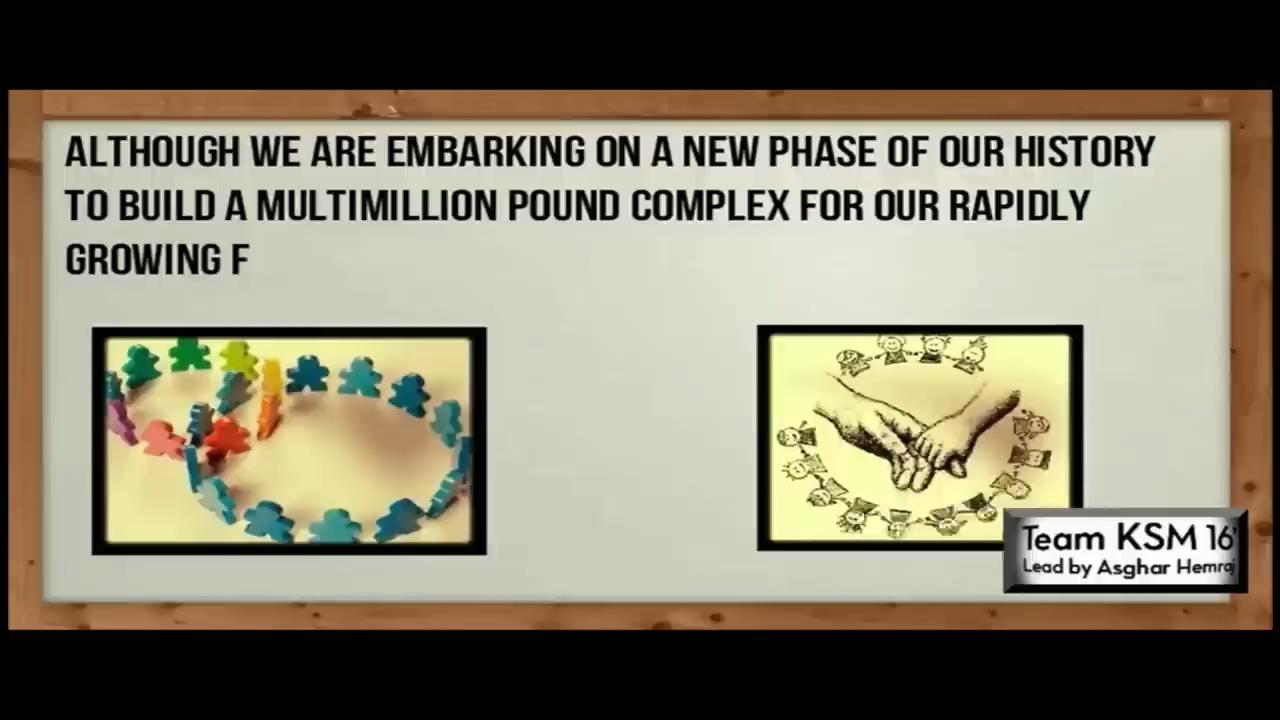 ALTHOUGH WE ARE EMBARKING ON A NEW PHASE OF OUR HISTORY
TO BUILD A MULTIMILLION POUND COMPLEX FOR OUR RAPIDLY
GROWING F
Team KSM 16'
Lead by Asghar Hemraj